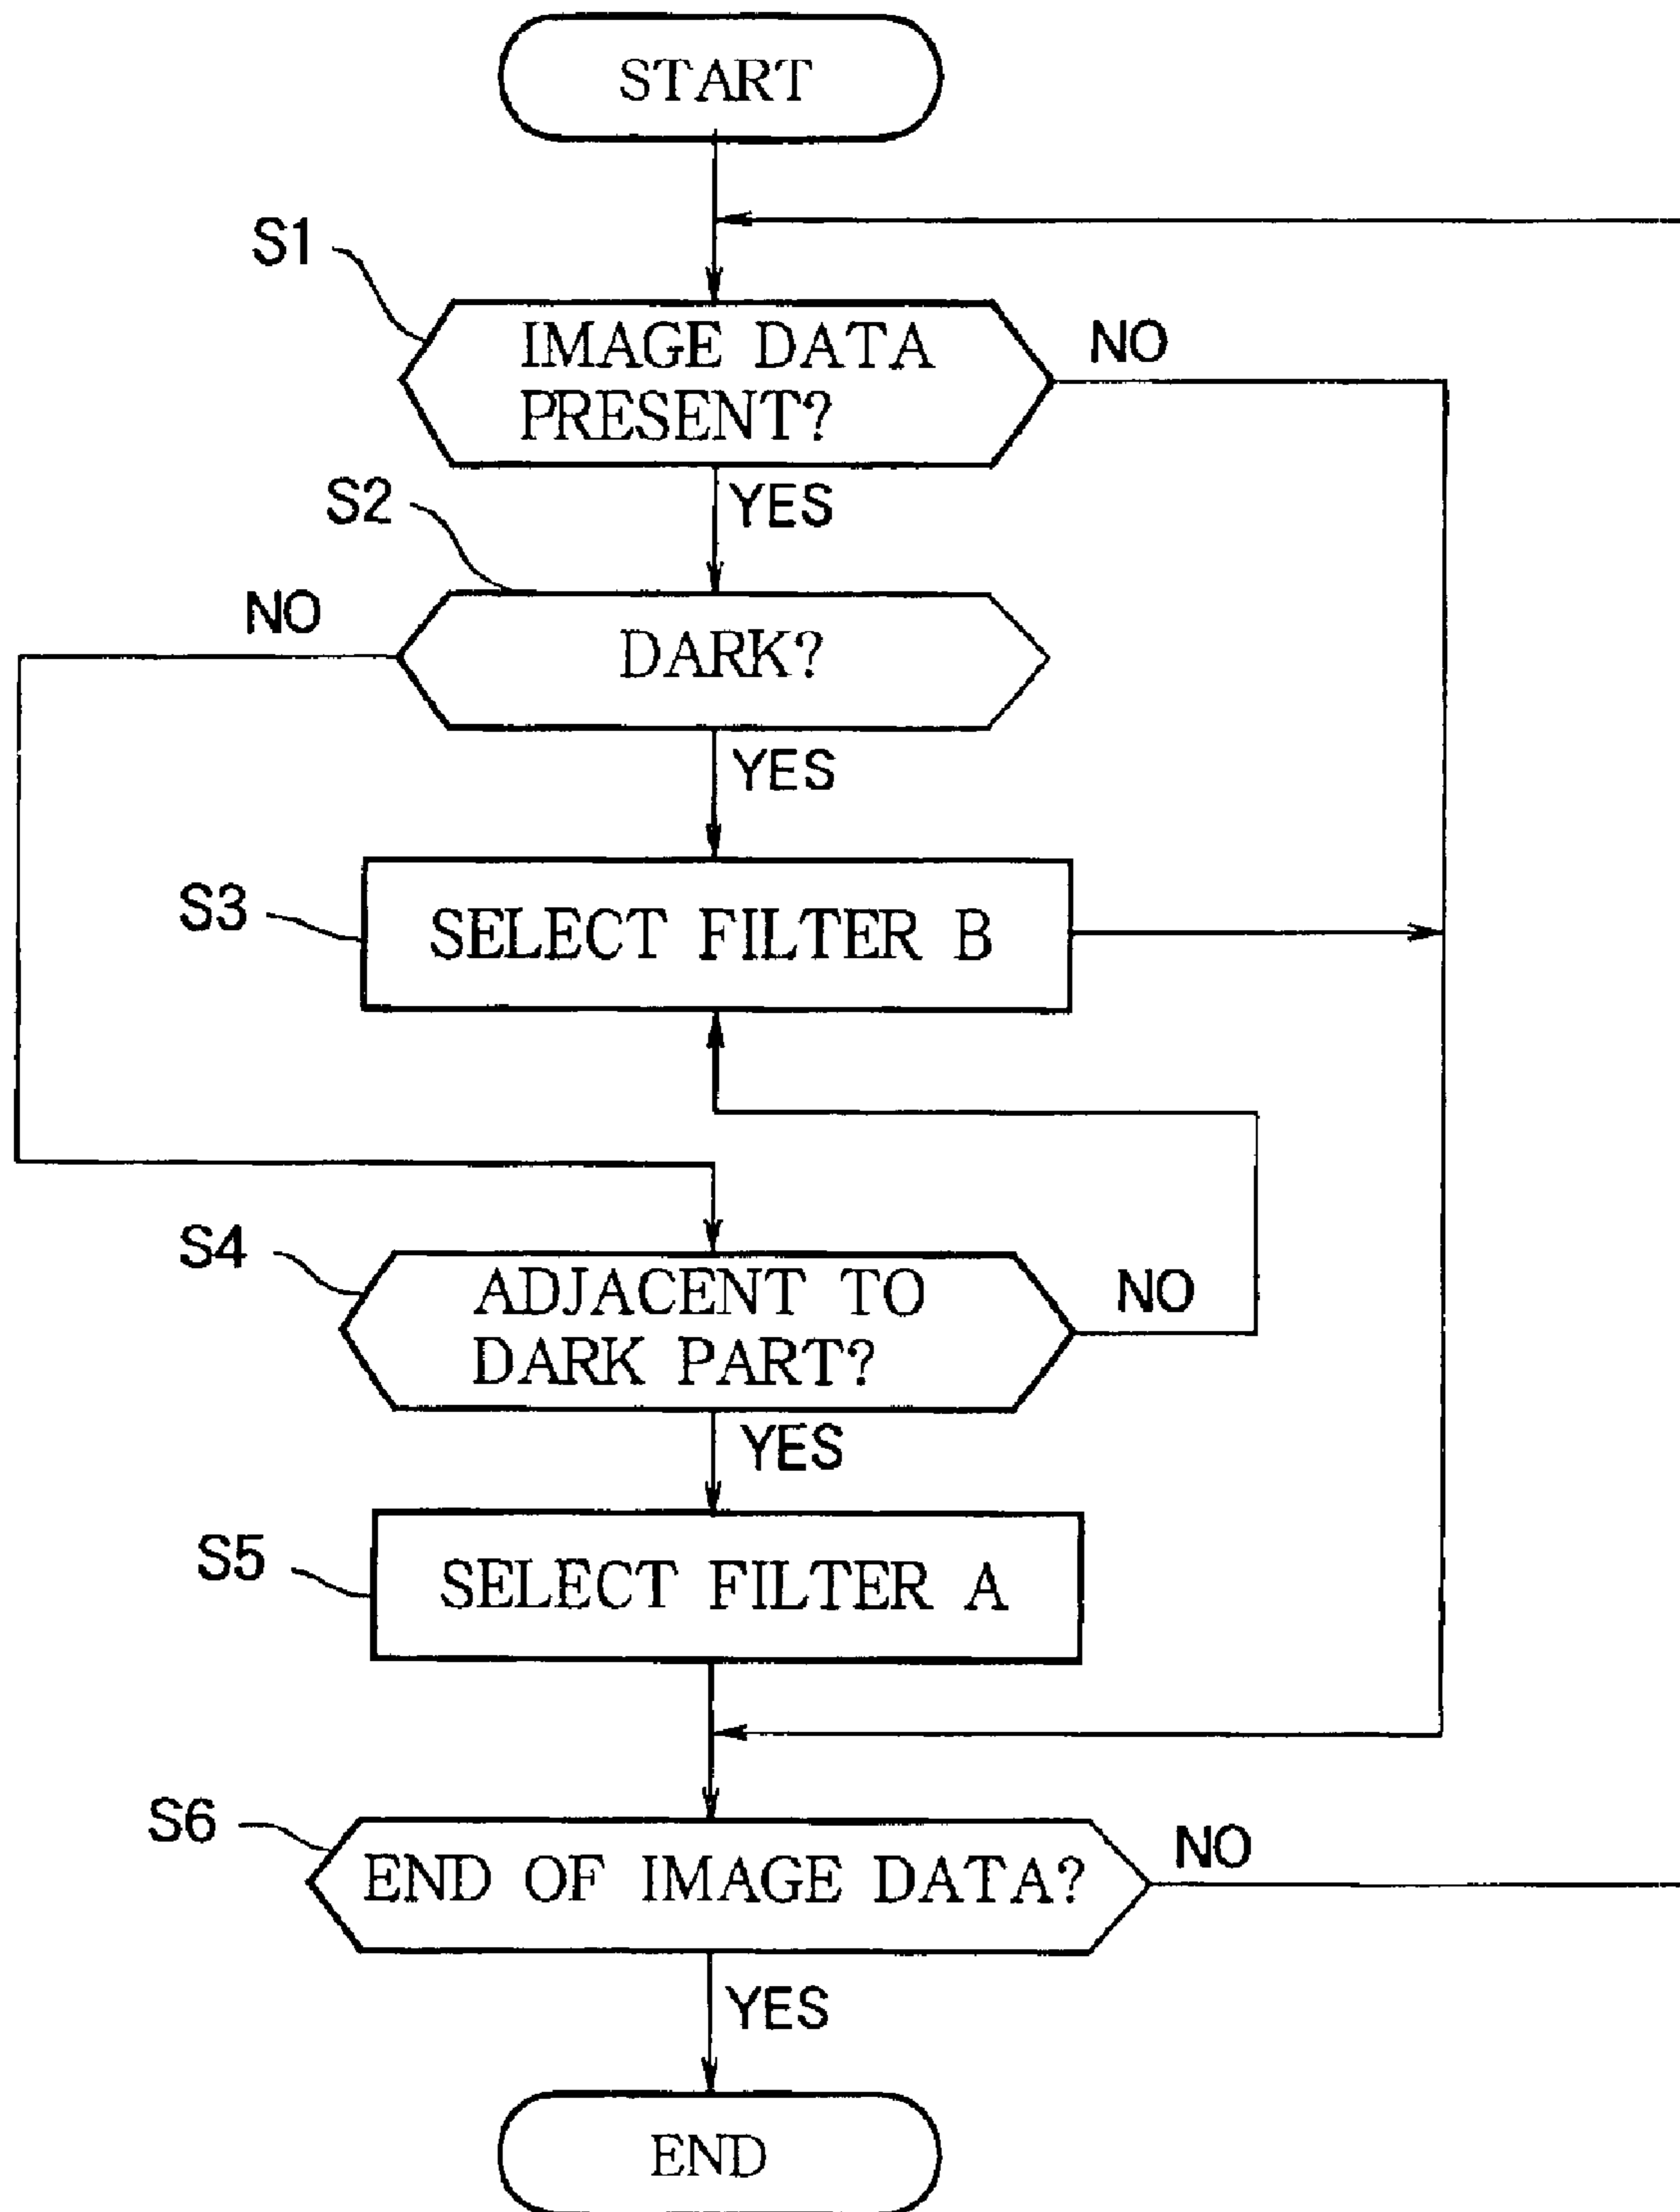 START
S1
IMAGE DATA
PRESENT?
NO
YES
S2
NO
DARK?
YES
S3
SELECT FILTER B
S4
ADJACENT TO
DARK PART?
NO
YES
S5
SELECT FILTER A
S6
END OF IMAGE DATA?
NO
YES
END